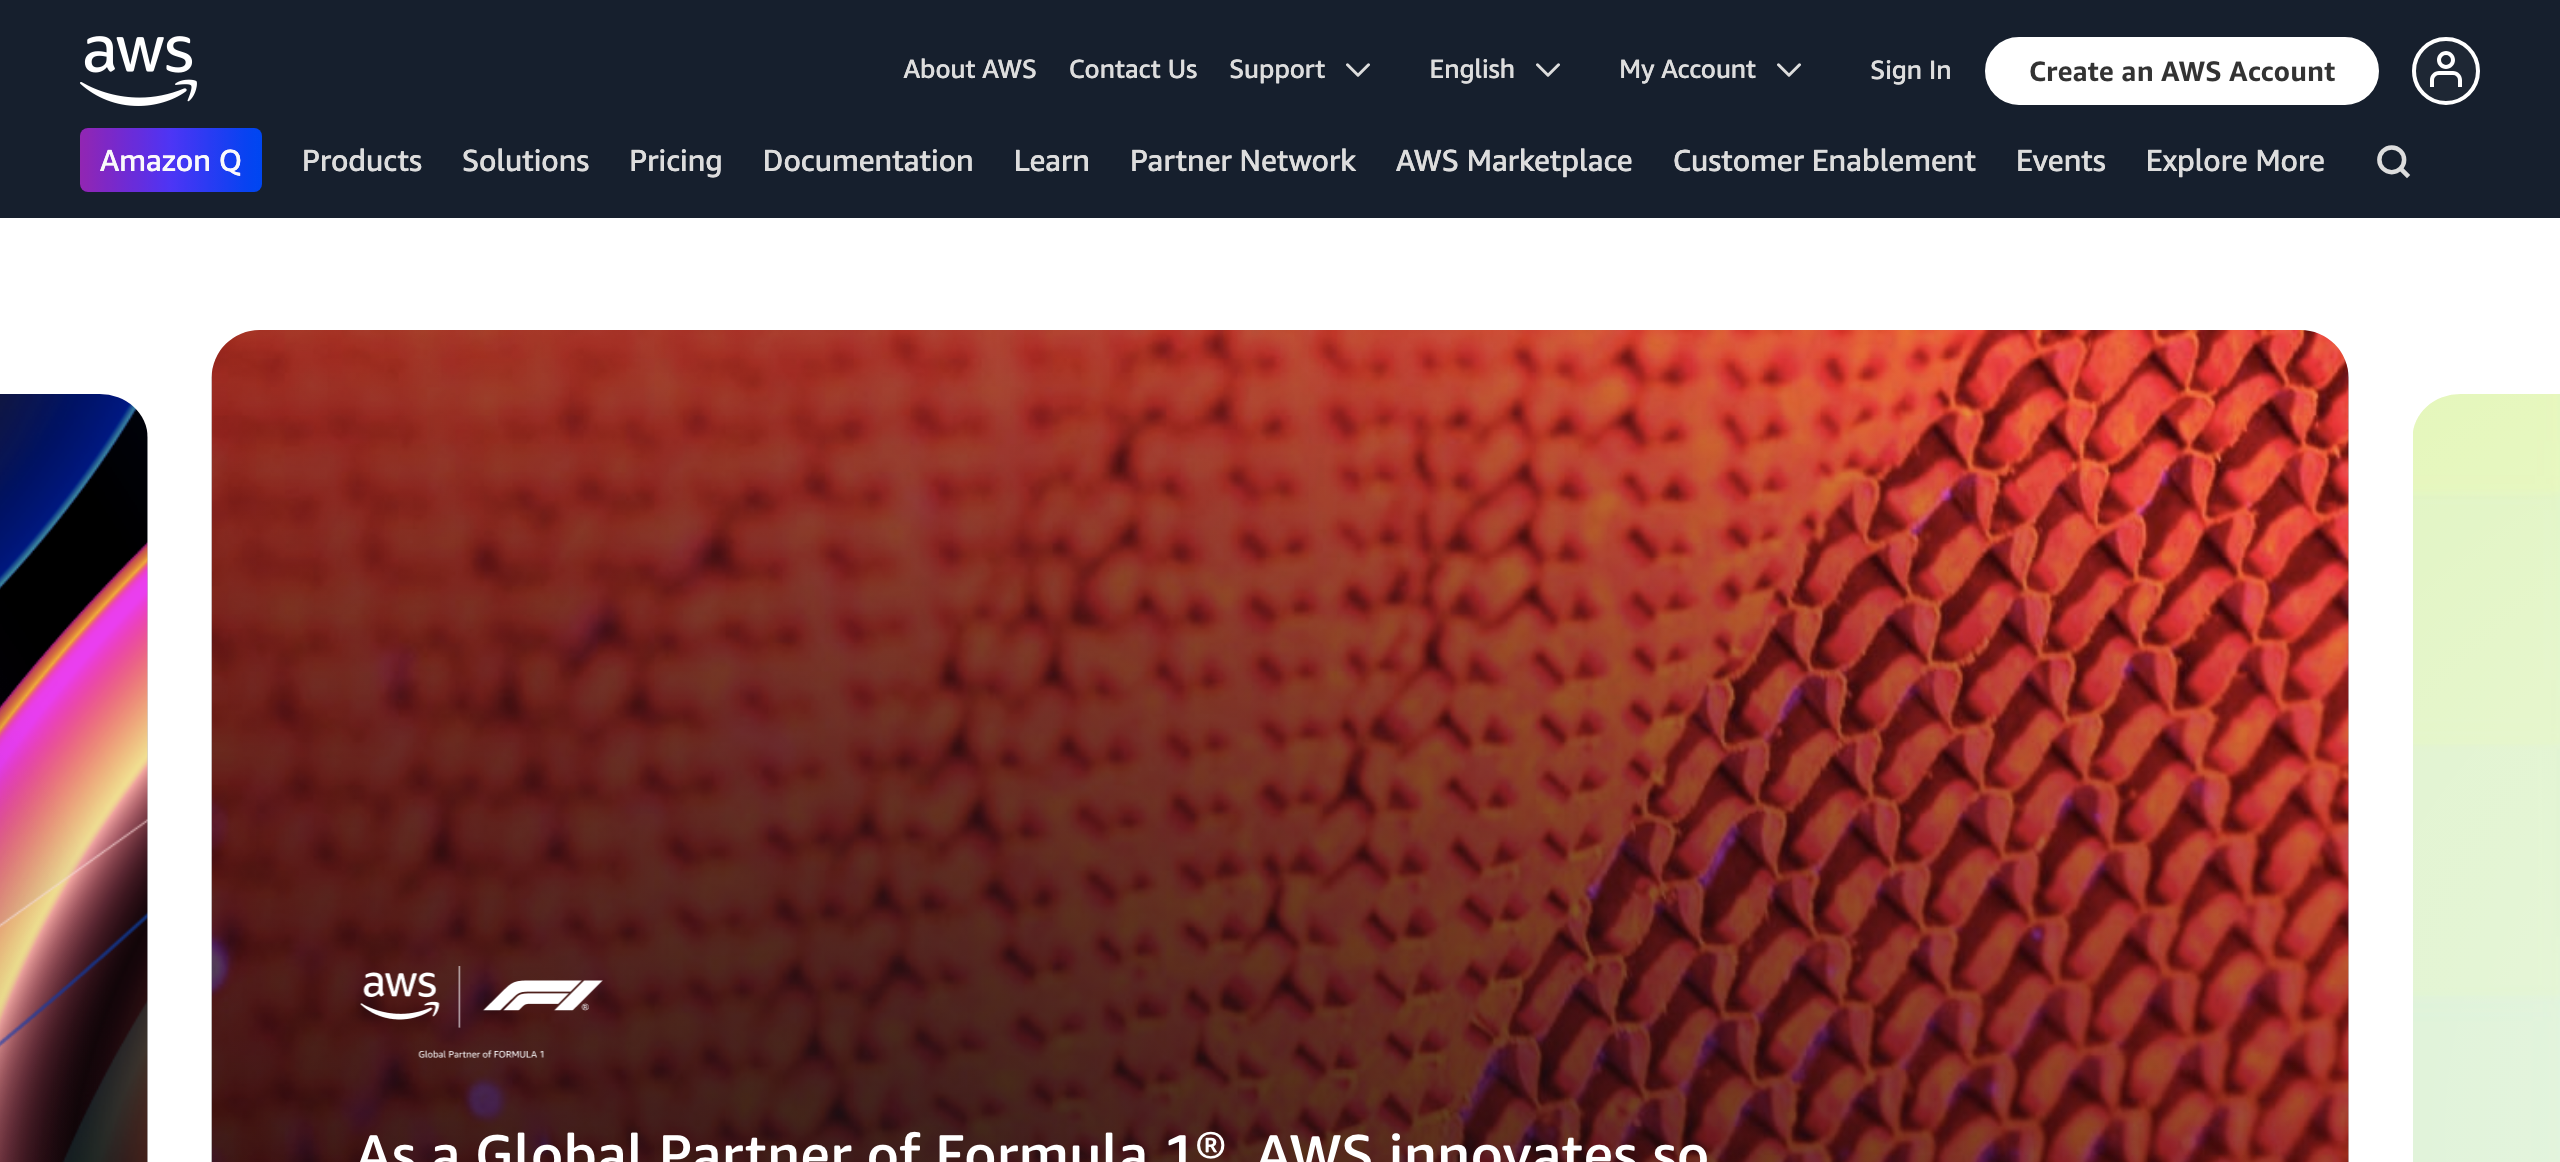 aws
About AWS Contact Us Support English My Account Sign In Create an AWS Account
Amazon Q Products Solutions Pricing Documentation Learn Partner Network AWS Marketplace Customer Enablement Events Explore More
aws F1®
Global Partner of FORMULA 1
As a Global Partner of Formula 1®, AWS innovates so